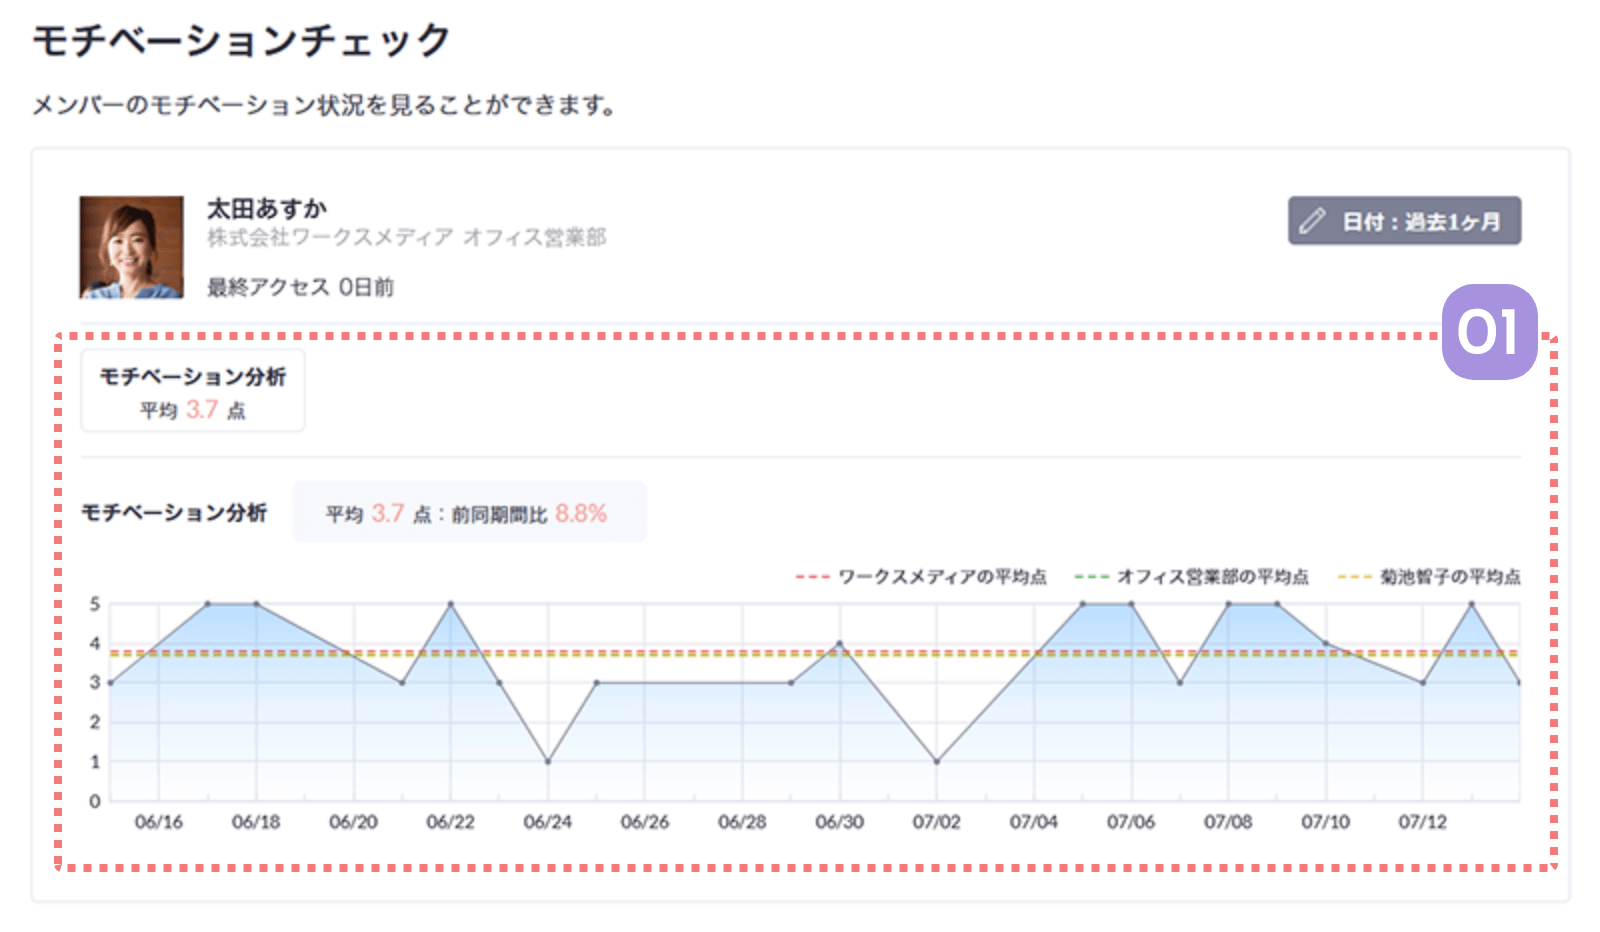 モチベーションチェック
メンバーのモチベーション状況を見ることができます。
太田あすか
株式会社ワークスメディア オフィス営業部
最終アクセス 0日前
日付：過去1ヶ月
01
モチベーション分析
平均 3.7 点
モチベーション分析
平均 3.7 点：前同期間比 8.8%
ワークスメディアの平均点 オフィス営業部の平均点 菊池智子の平均点
5
4
3
2
1
0
06/16 06/18 06/20 06/22 06/24 06/26 06/28 06/30 07/02 07/04 07/06 07/08 07/10 07/12